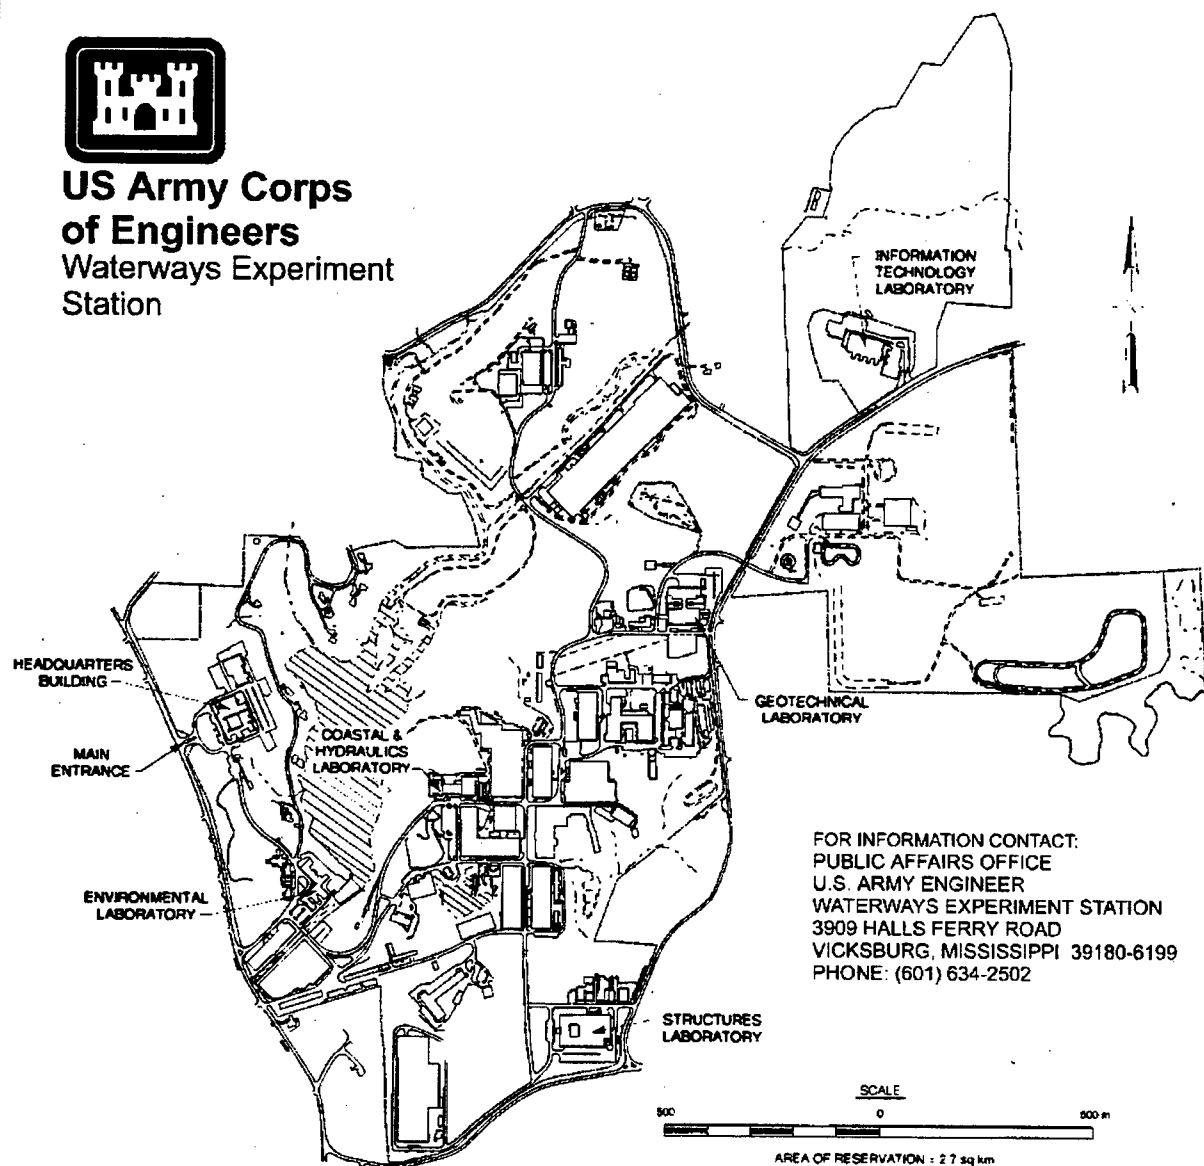 US Army Corps
of Engineers
Waterways Experiment
Station
INFORMATION
TECHNOLOGY
LABORATORY
HEADQUARTERS
BUILDING
MAIN
ENTRANCE
COASTAL &
HYDRAULICS
LABORATORY
GEOTECHNICAL
LABORATORY
ENVIRONMENTAL
LABORATORY
STRUCTURES
LABORATORY
FOR INFORMATION CONTACT:
PUBLIC AFFAIRS OFFICE
U.S. ARMY ENGINEER
WATERWAYS EXPERIMENT STATION
3909 HALLS FERRY ROAD
VICKSBURG, MISSISSIPPI 39180-6199
PHONE: (601) 634-2502
SCALE
500 0 500 m
AREA OF RESERVATION : 2.7 sq km